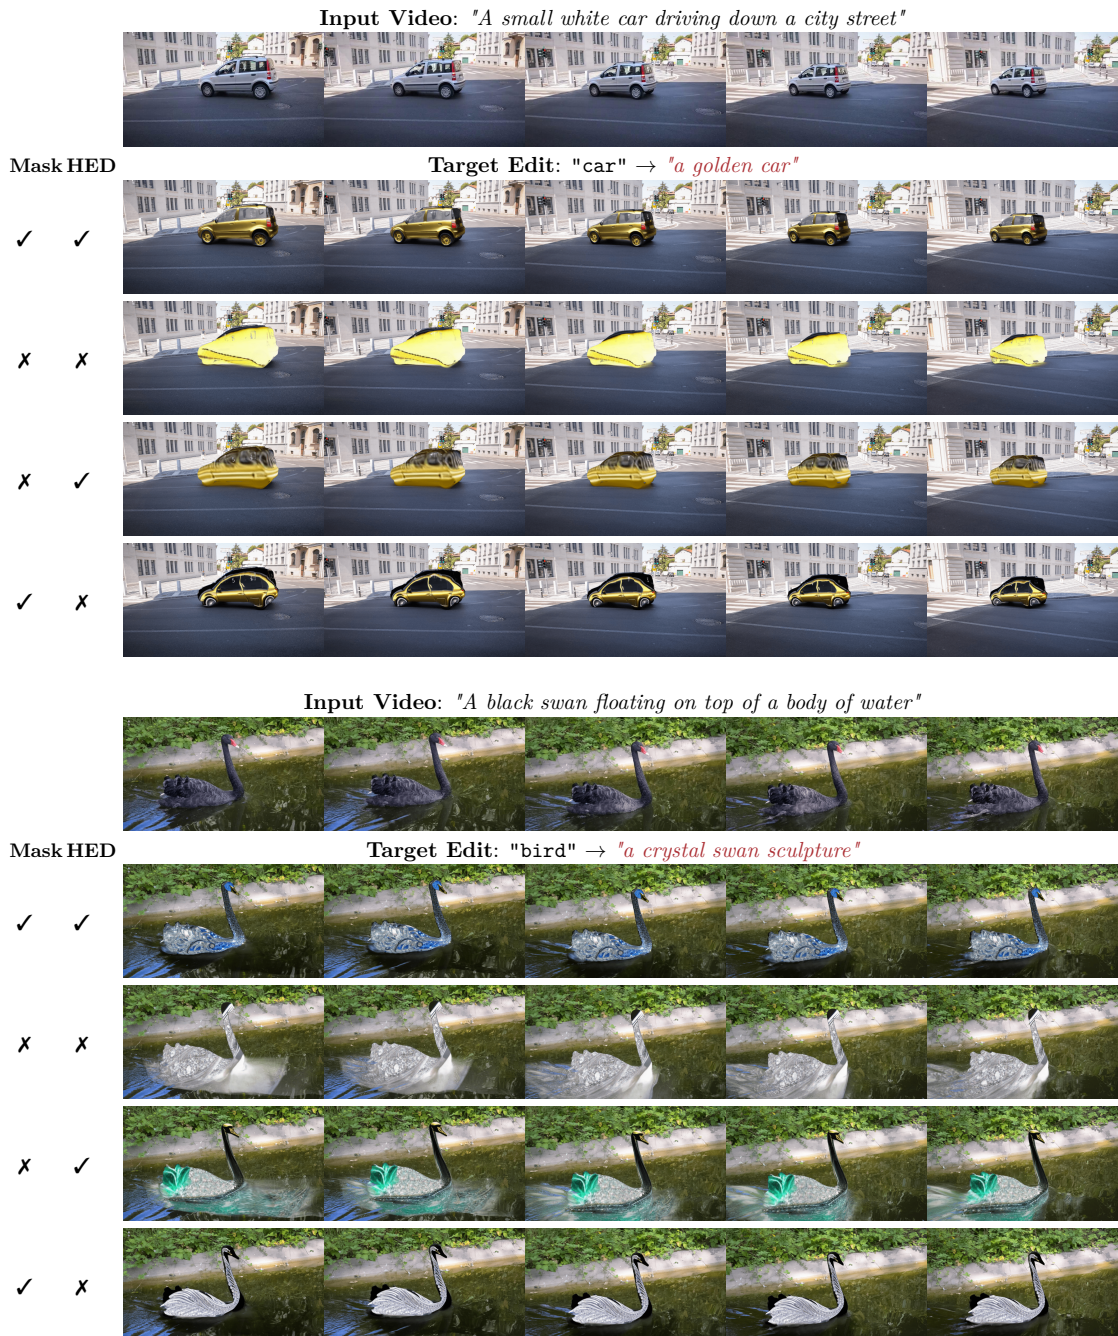 Input Video: "A small white car driving down a city street"
Mask HED Target Edit: "car" → "a golden car"
✓ ✓
✗ ✗
✗ ✓
✓ ✗
Input Video: "A black swan floating on top of a body of water"
Mask HED Target Edit: "bird" → "a crystal swan sculpture"
✓ ✓
✗ ✗
✗ ✓
✓ ✗